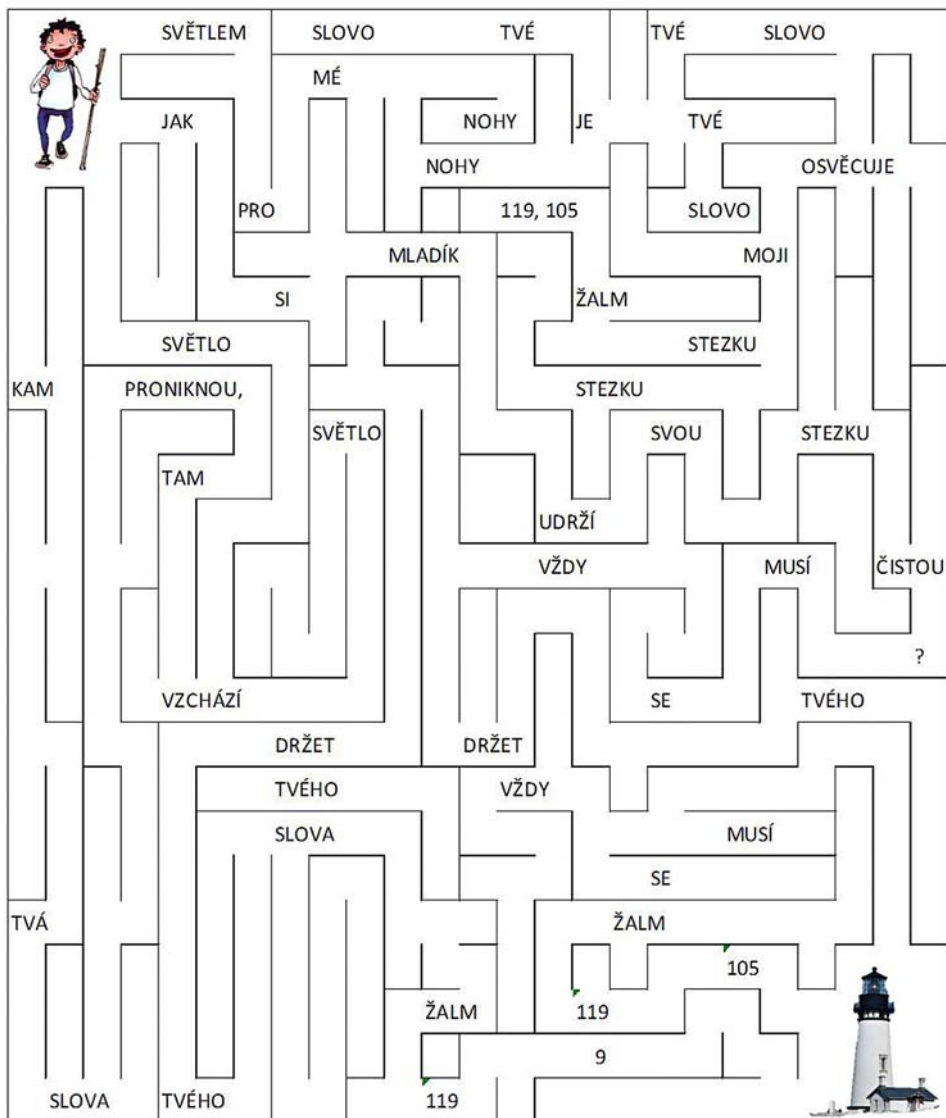 SVĚTLEM SLOVO TVÉ TVÉ SLOVO
MÉ
JAK NOHY JE TVÉ
NOHY OSVĚCUJE
PRO 119, 105 SLOVO
MLADÍK MOJI
SI ŽALM
SVĚTLO STEZKU
KAM PRONIKNOU, STEZKU
SVĚTLO SVOU STEZKU
TAM
UDRŽÍ
VŽDY MUSÍ ČISTOU
?
VZCHÁZÍ SE TVÉHO
DRŽET DRŽET
TVÉHO VŽDY
SLOVA MUSÍ
SE
TVÁ ŽALM
105
ŽALM 119
9
SLOVA TVÉHO 119